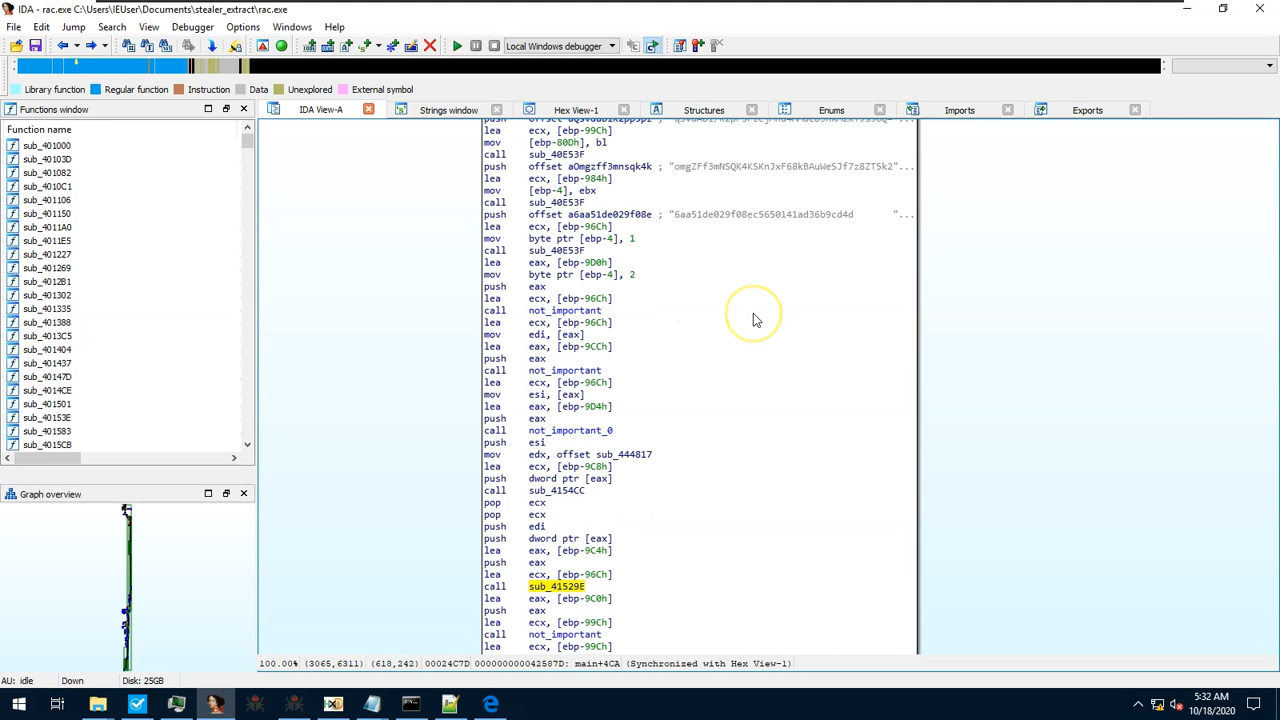 IDA - rac.exe C:\Users\IEUser\Documents\stealer_extract\rac.exe
File Edit Jump Search View Debugger Options Windows Help
Local Windows debugger
Library function Regular function Instruction Data Unexplored External symbol
Functions window
IDA View-A Strings window Hex View-1 Structures Enums Imports Exports
Function name
sub_401000
sub_40103D
sub_401082
sub_4010C1
sub_401106
sub_401150
sub_4011A0
sub_4011E5
sub_401227
sub_401269
sub_4012B1
sub_401302
sub_401335
sub_401388
sub_4013C5
sub_401404
sub_401437
sub_40147D
sub_4014CE
sub_401501
sub_40153E
sub_401583
sub_4015CB
Graph overview
lea ecx, [ebp-99Ch]
mov [ebp-80Dh], bl
call sub_40E53F
push offset aOmgzff3mnsqk4k ; "omgZFf3mNSQK4KSKnJxF68kBAuWeSJf7z8ZT5k2"...
lea ecx, [ebp-984h]
mov [ebp-4], ebx
call sub_40E53F
push offset a6aa51de029f08e ; "6aa51de029f08ec5650141ad36b9cd4d "...
lea ecx, [ebp-96Ch]
mov byte ptr [ebp-4], 1
call sub_40E53F
lea eax, [ebp-9D0h]
mov byte ptr [ebp-4], 2
push eax
lea ecx, [ebp-96Ch]
call not_important
lea ecx, [ebp-96Ch]
mov edi, [eax]
lea eax, [ebp-9CCh]
push eax
call not_important
lea ecx, [ebp-96Ch]
mov esi, [eax]
lea eax, [ebp-9D4h]
push eax
call not_important_0
push esi
mov edx, offset sub_444817
lea ecx, [ebp-9C8h]
push dword ptr [eax]
call sub_4154CC
pop ecx
pop ecx
push edi
push dword ptr [eax]
lea eax, [ebp-9C4h]
push eax
lea ecx, [ebp-96Ch]
call sub_41529E
lea eax, [ebp-9C0h]
push eax
lea ecx, [ebp-99Ch]
call not_important
lea ecx, [ebp-99Ch]
100.00% (3065,6311) (618,242) 00024C7D 000000000042587D: main+4CA (Synchronized with Hex View-1)
AU: idle Down Disk: 25GB
5:32 AM
10/18/2020